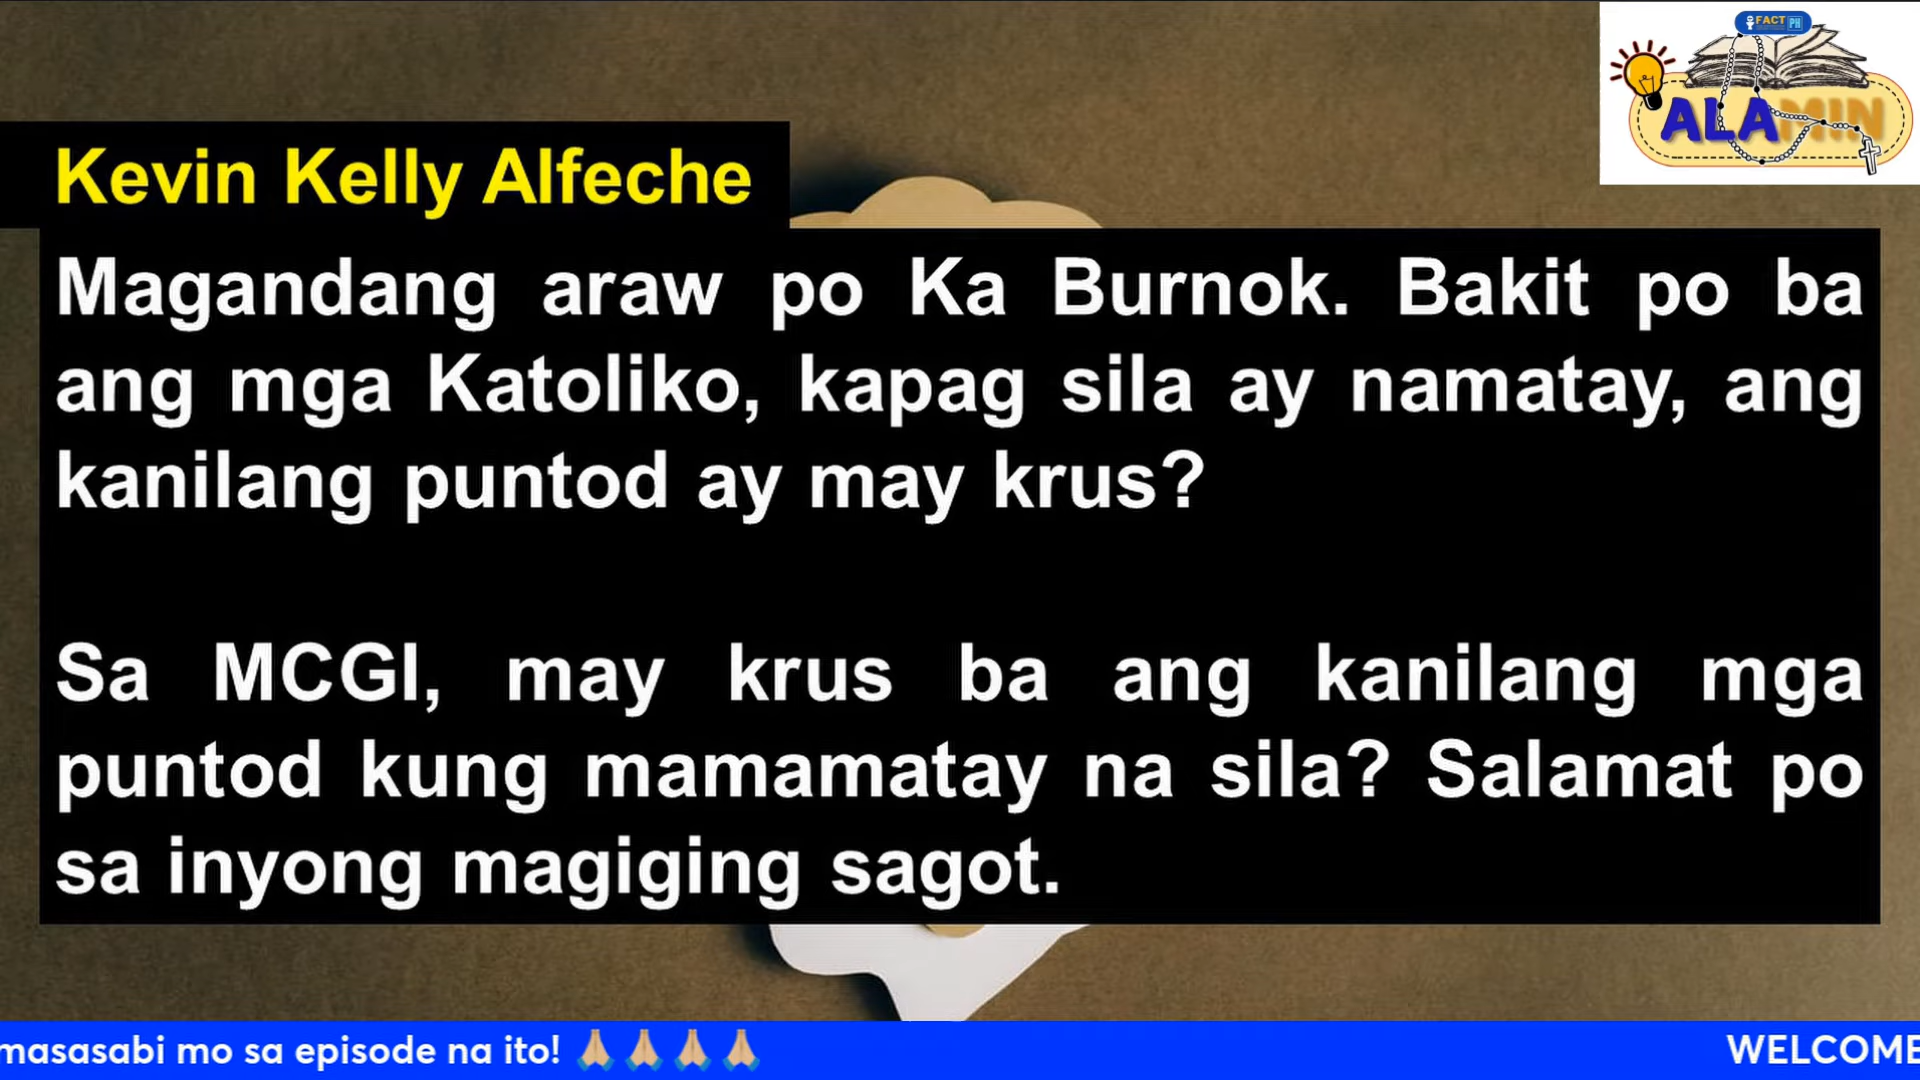 FACT PH
ALAMIN
Kevin Kelly Alfeche
Magandang araw po Ka Burnok. Bakit po ba
ang mga Katoliko, kapag sila ay namatay, ang
kanilang puntod ay may krus?
Sa MCGI, may krus ba ang kanilang mga
puntod kung mamamatay na sila? Salamat po
sa inyong magiging sagot.
masasabi mo sa episode na ito! 🙏🏼🙏🏼🙏🏼🙏🏼 WELCOME